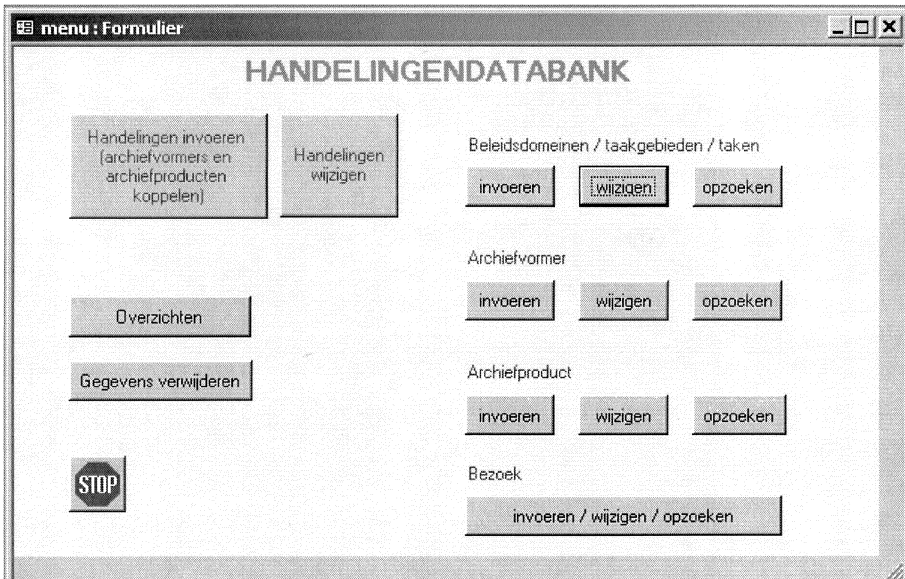 menu : Formulier
HANDELINGENDATABANK
Handelingen invoeren
(archiefvormers en
archiefproducten
koppelen)
Handelingen
wijzigen
Overzichten
Gegevens verwijderen
STOP
Beleidsdomeinen / taakgebieden / taken
invoeren wijzigen opzoeken
Archiefvormer
invoeren wijzigen opzoeken
Archiefproduct
invoeren wijzigen opzoeken
Bezoek
invoeren / wijzigen / opzoeken